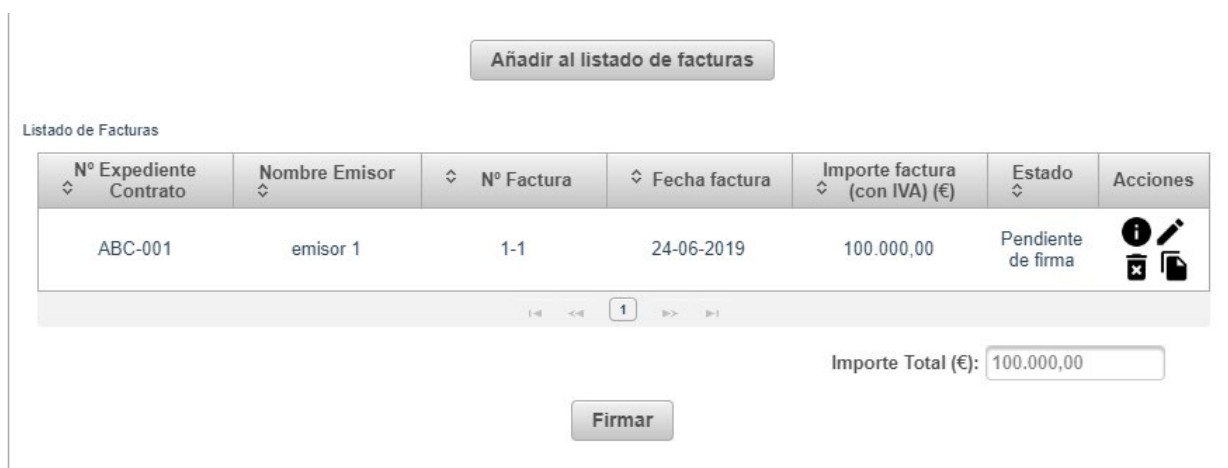 Añadir al listado de facturas
Listado de Facturas
Nº Expediente Contrato Nombre Emisor Nº Factura Fecha factura Importe factura (con IVA) (€) Estado Acciones
ABC-001 emisor 1 1-1 24-06-2019 100.000,00 Pendiente de firma
1
Importe Total (€): 100.000,00
Firmar